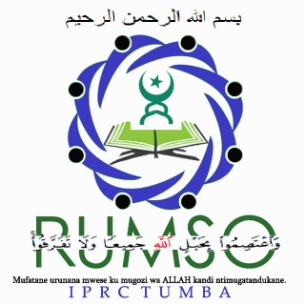 بسم الله الرحمن الرحيم
RUMSO
وَاعْتَصِمُوا بِحَبْلِ اللَّهِ جَمِيعًا وَلَا تَفَرَّقُوا
Mufatane urunana mwese ku mugozi wa ALLAH kandi ntimugatandukane.
IPRC TUMBA